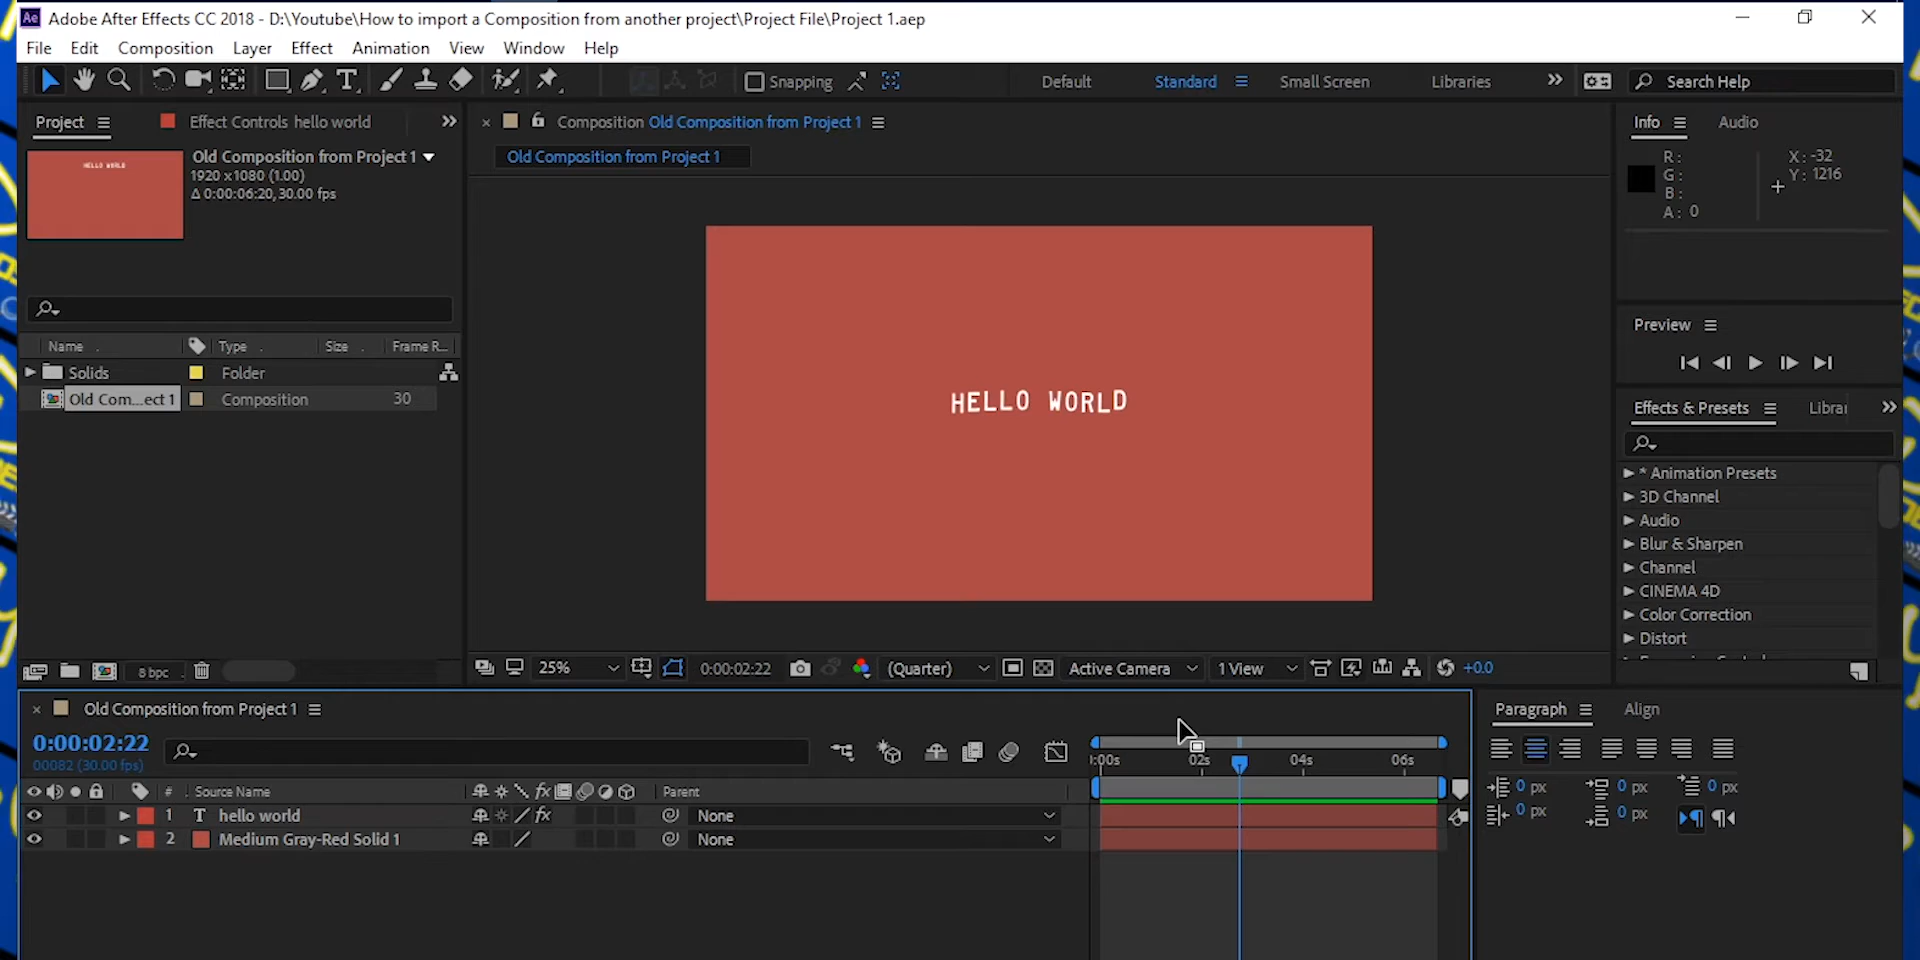 Adobe After Effects CC 2018 - D:\Youtube\How to import a Composition from another project\Project File\Project 1.aep
File Edit Composition Layer Effect Animation View Window Help
Snapping Default Standard Small Screen Libraries Search Help
Project Effect Controls hello world
Old Composition from Project 1
1920 x1080 (1.00)
Δ 0:00:06:20, 30.00 fps
HELLO WORLD
Name Type Size Frame R...
Solids Folder
Old Com...ect 1 Composition 30
8 bpc
Composition Old Composition from Project 1
Old Composition from Project 1
HELLO WORLD
25% 0:00:02:22 (Quarter) Active Camera 1 View +0.0
Info Audio
R: X: -32
G: Y: 1216
B:
A: 0
Preview
Effects & Presets Librar
* Animation Presets
3D Channel
Audio
Blur & Sharpen
Channel
CINEMA 4D
Color Correction
Distort
Old Composition from Project 1
0:00:02:22
00082 (30.00 fps)
:00s 02s 04s 06s
# Source Name fx Parent
1 T hello world fx None
2 Medium Gray-Red Solid 1 None
Paragraph Align
0 px 0 px 0 px
0 px 0 px